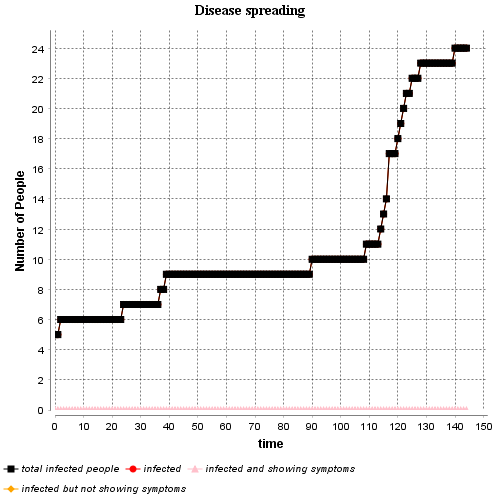 Disease spreading
Number of People
24
22
20
18
16
14
12
10
8
6
4
2
0
0 10 20 30 40 50 60 70 80 90 100 110 120 130 140 150
time
total infected people infected infected and showing symptoms
infected but not showing symptoms